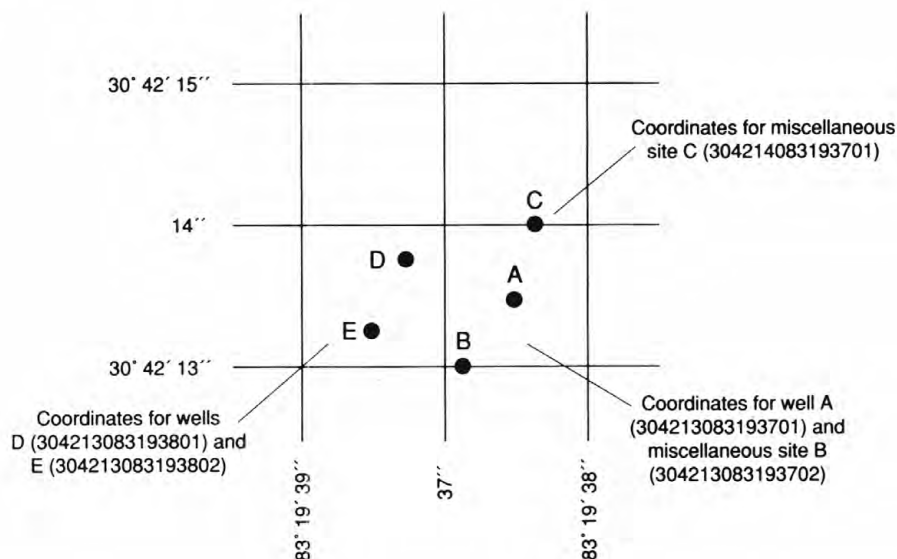 30° 42′ 15′′
Coordinates for miscellaneous
site C (304214083193701)
C
14′′
D
A
E
B
30° 42′ 13′′
Coordinates for wells
D (304213083193801) and
E (304213083193802)
Coordinates for well A
(304213083193701) and
miscellaneous site B
(304213083193702)
83° 19′ 39′′
37′′
83° 19′ 38′′